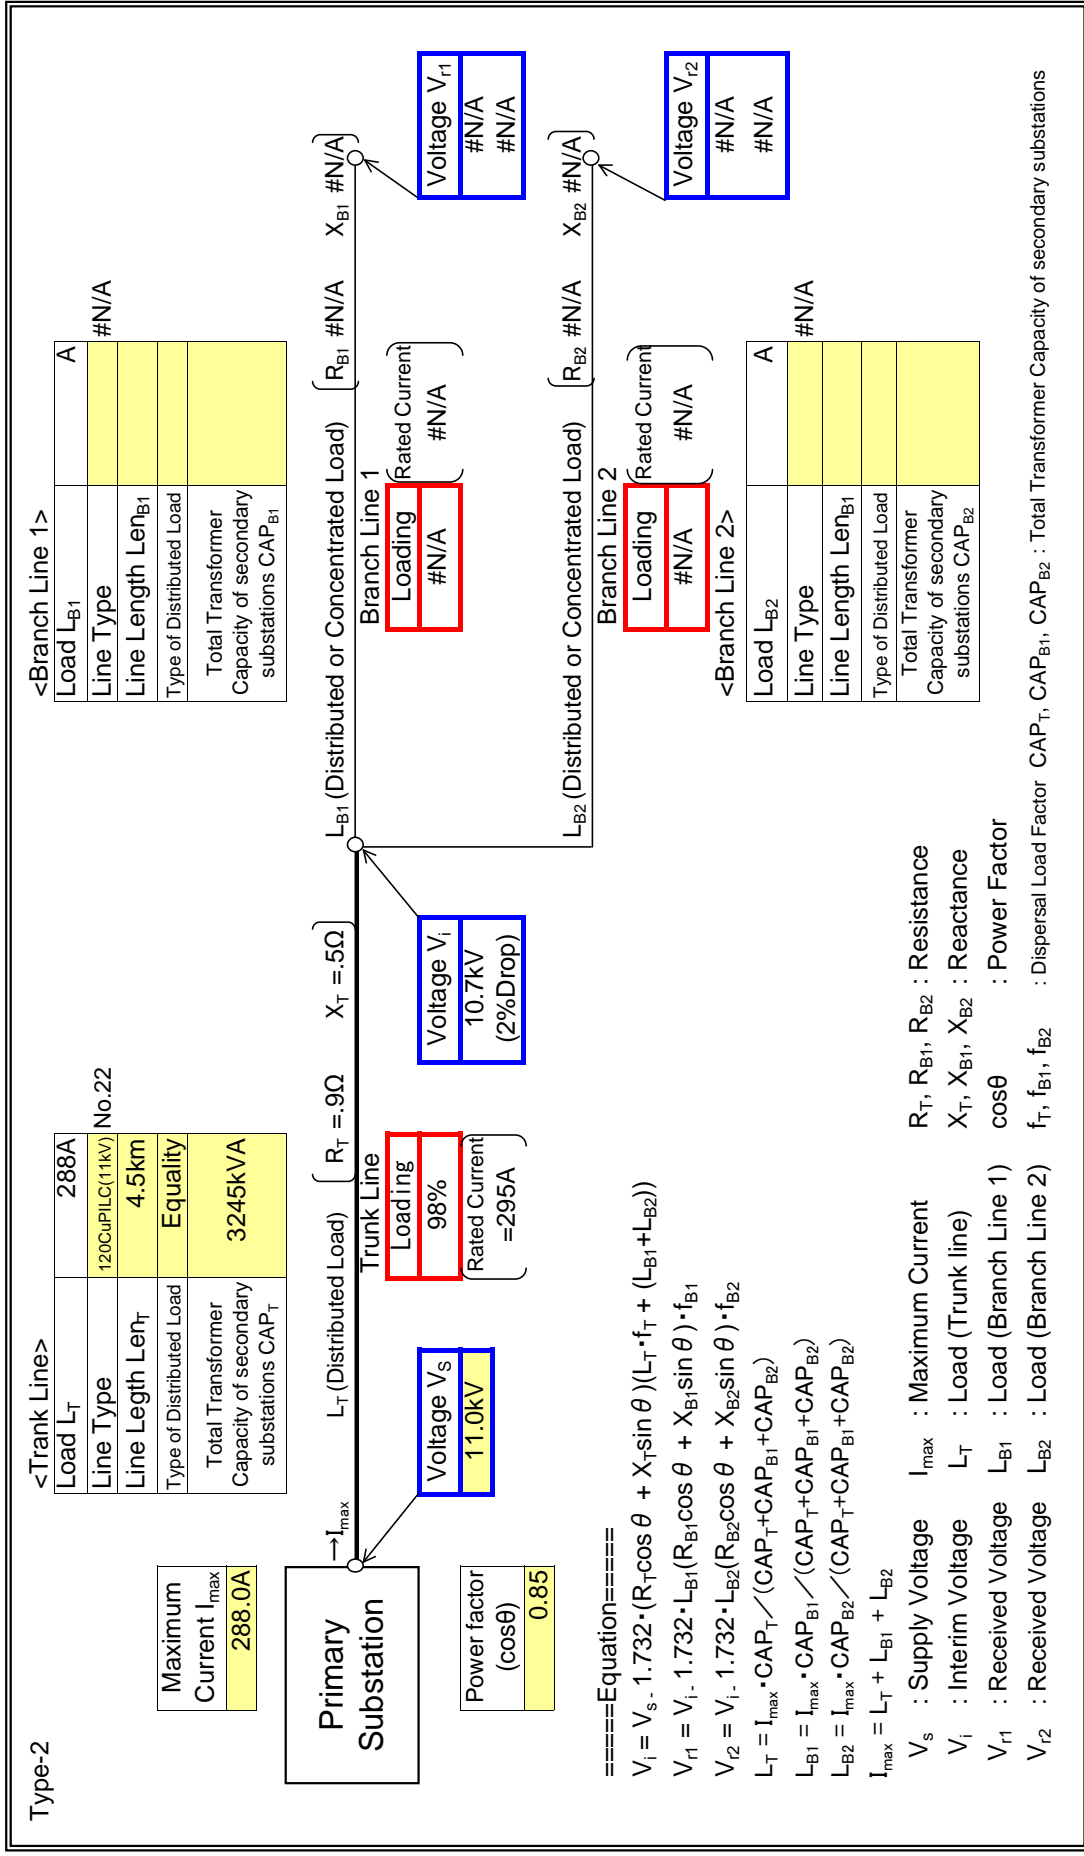 Type-2
Maximum
Current Imax
288.0A
Primary
Substation
Power factor
(cosθ)
0.85
→Imax
<Trank Line>
Load LT 288A
Line Type 120CuPILC(11kV) No.22
Line Legth LenT 4.5km
Type of Distributed Load Equality
Total Transformer
Capacity of secondary
substations CAPT
3245kVA
LT (Distributed Load) RT =.9Ω XT =.5Ω
Trunk Line
Loading
98%
Rated Current
=295A
Voltage VS
11.0kV
Voltage Vi
10.7kV
(2%Drop)
<Branch Line 1>
Load LB1 A
Line Type #N/A
Line Length LenB1
Type of Distributed Load
Total Transformer
Capacity of secondary
substations CAPB1
LB1 (Distributed or Concentrated Load) RB1 #N/A XB1 #N/A
Branch Line 1
Loading
#N/A
Rated Current
#N/A
Voltage Vr1
#N/A
#N/A
LB2 (Distributed or Concentrated Load) RB2 #N/A XB2 #N/A
Branch Line 2
Loading
#N/A
Rated Current
#N/A
Voltage Vr2
#N/A
#N/A
<Branch Line 2>
Load LB2 A
Line Type #N/A
Line Length LenB1
Type of Distributed Load
Total Transformer
Capacity of secondary
substations CAPB2
=====Equation=====
Vi = Vs - 1.732・(RTcosθ + XTsinθ)(LT・fT + (LB1+LB2))
Vr1 = Vi - 1.732・LB1(RB1cosθ + XB1sinθ)・fB1
Vr2 = Vi - 1.732・LB2(RB2cosθ + XB2sinθ)・fB2
LT = Imax・CAPT／(CAPT+CAPB1+CAPB2)
LB1 = Imax・CAPB1／(CAPT+CAPB1+CAPB2)
LB2 = Imax・CAPB2／(CAPT+CAPB1+CAPB2)
Imax = LT + LB1 + LB2
Vs : Supply Voltage Imax : Maximum Current RT, RB1, RB2 : Resistance
Vi : Interim Voltage LT : Load (Trunk line) XT, XB1, XB2 : Reactance
Vr1 : Received Voltage LB1 : Load (Branch Line 1) cosθ : Power Factor
Vr2 : Received Voltage LB2 : Load (Branch Line 2) fT, fB1, fB2 : Dispersal Load Factor CAPT, CAPB1, CAPB2 : Total Transformer Capacity of secondary substations